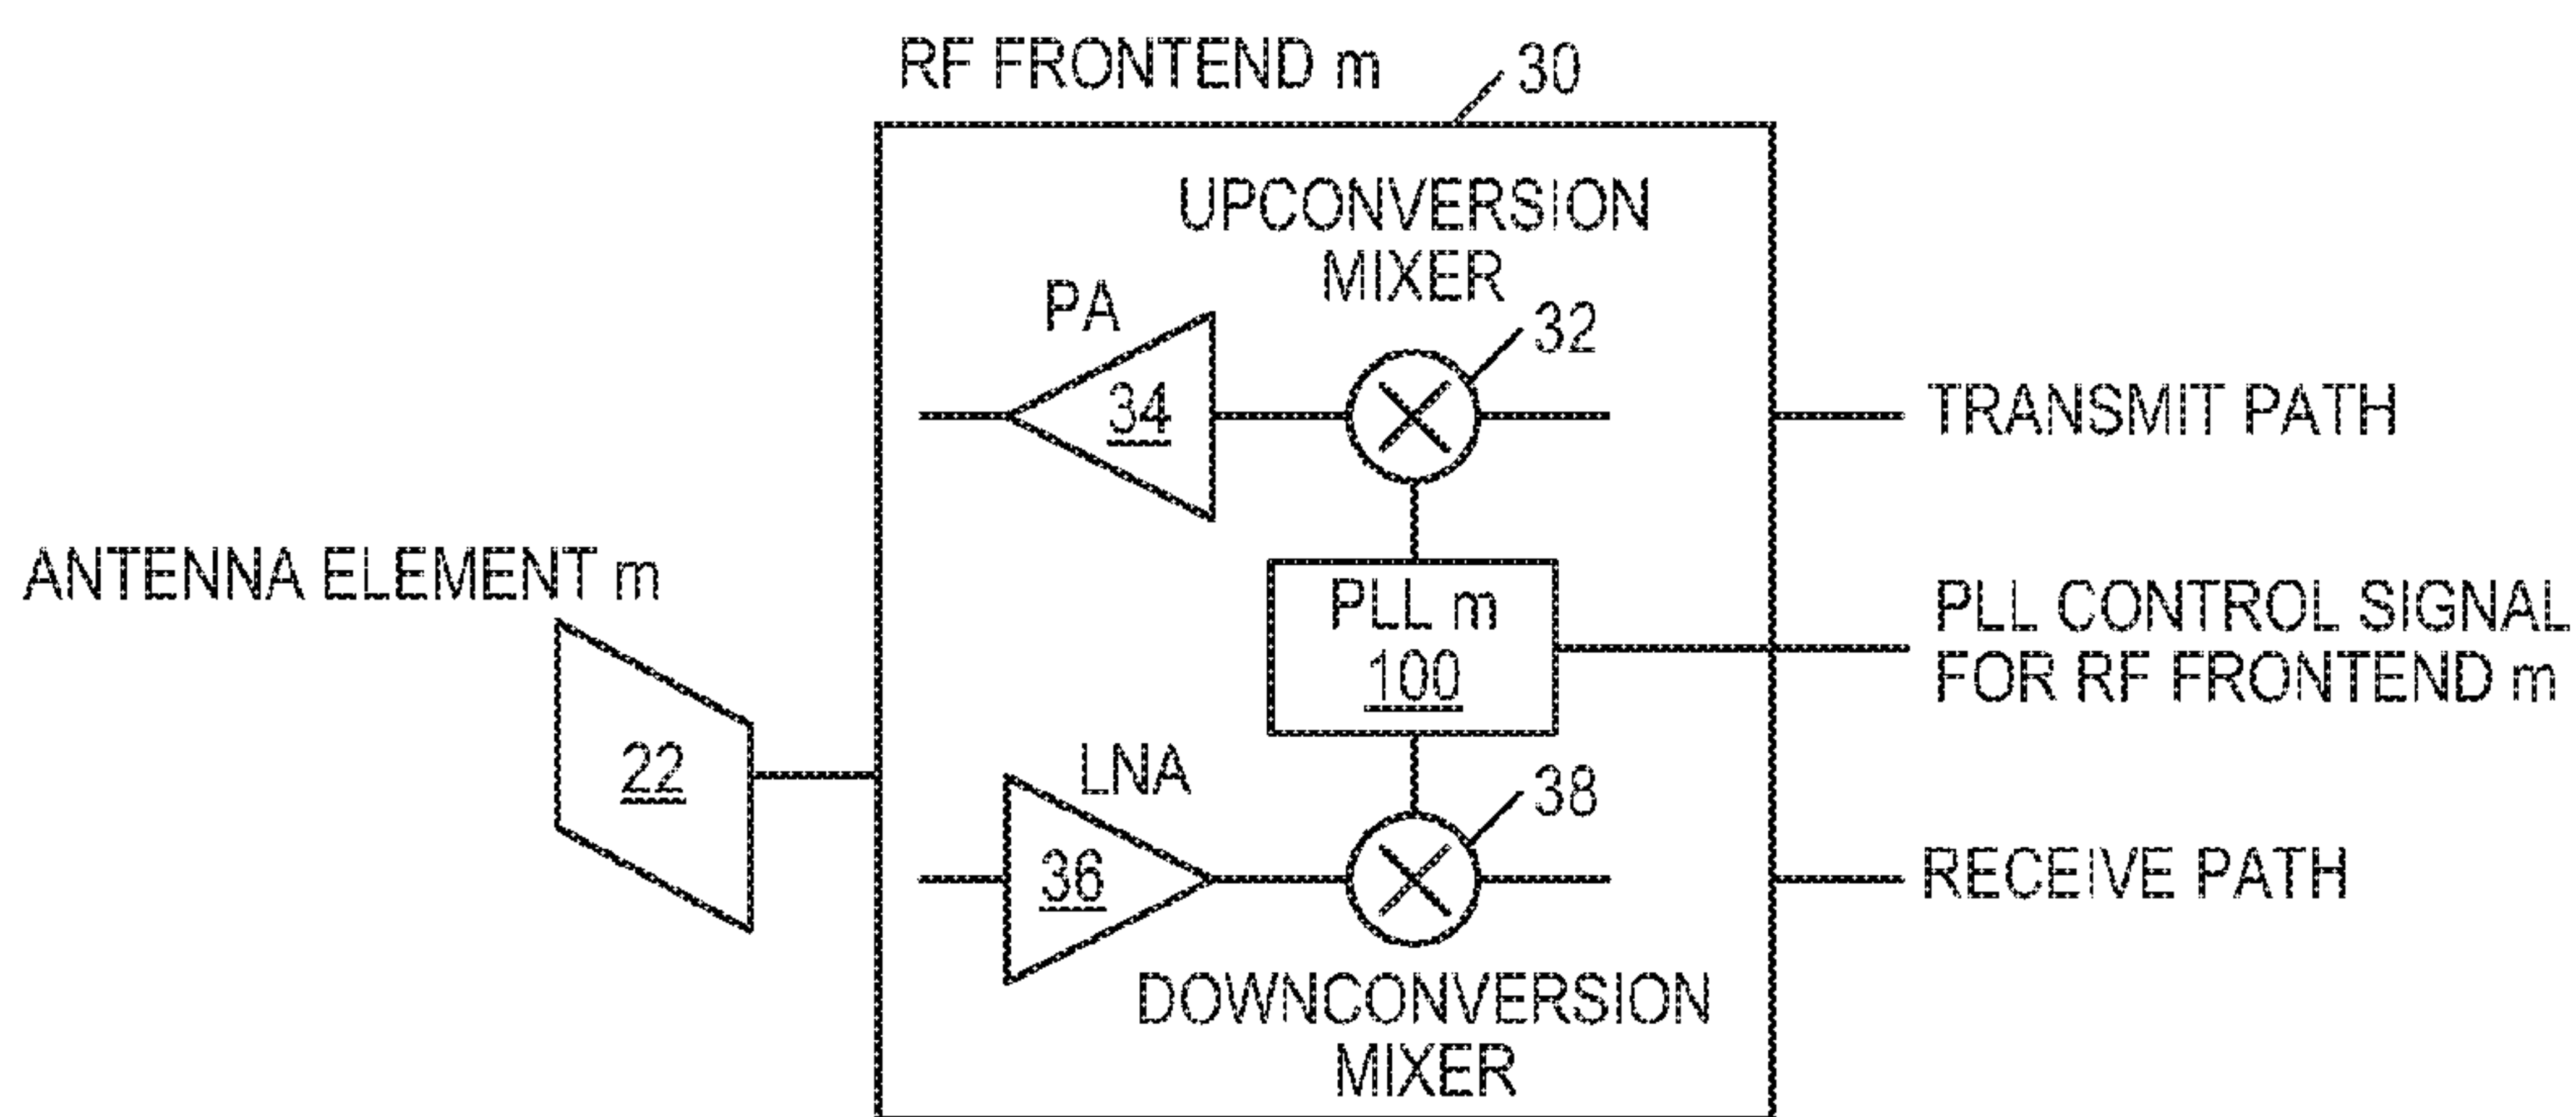 RF FRONTEND m
30
UPCONVERSION
MIXER
PA
32
34
TRANSMIT PATH
ANTENNA ELEMENT m
PLL m
100
PLL CONTROL SIGNAL
FOR RF FRONTEND m
22
LNA
38
36
RECEIVE PATH
DOWNCONVERSION
MIXER